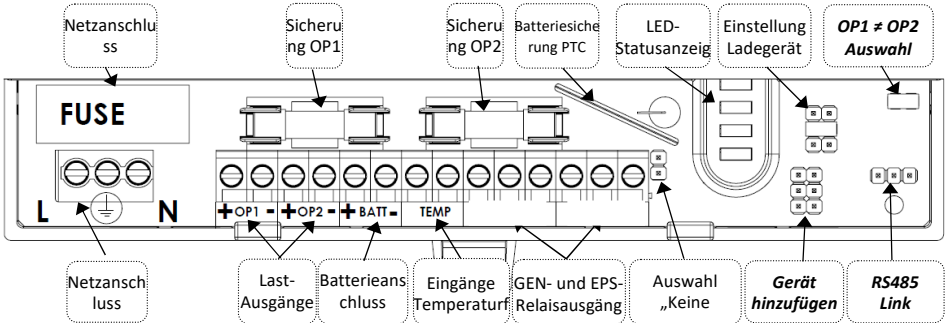 Netzanschlu
ss
Sicheru
ng OP1
Sicheru
ng OP2
Batteriesiche
rung PTC
LED-
Statusanzeig
Einstellung
Ladegerät
OP1 ≠ OP2
Auswahl
FUSE
L
N
+ OP1 -
+ OP2 -
+ BATT -
TEMP
Netzansch
luss
Last-
Ausgänge
Batterieans
chluss
Eingänge
Temperaturf
GEN- und EPS-
Relaisausgäng
Auswahl
„Keine
Gerät
hinzufügen
RS485
Link